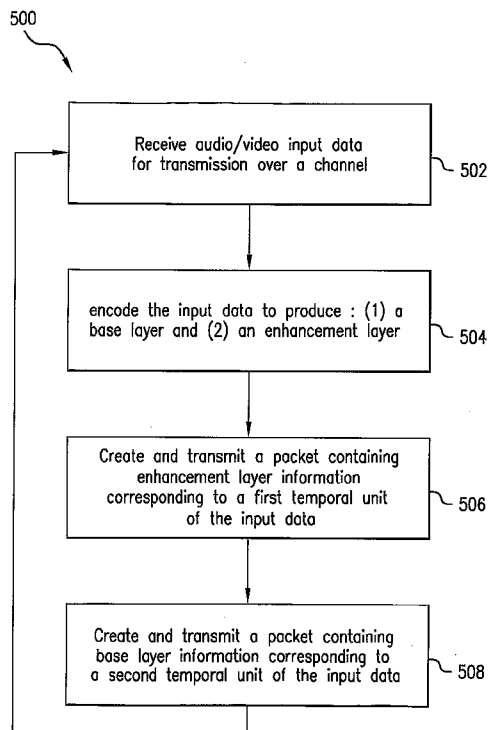 500
Receive audio/video input data
for transmission over a channel
502
encode the input data to produce : (1) a
base layer and (2) an enhancement layer
504
Create and transmit a packet containing
enhancement layer information
corresponding to a first temporal unit
of the input data
506
Create and transmit a packet containing
base layer information corresponding to
a second temporal unit of the input data
508